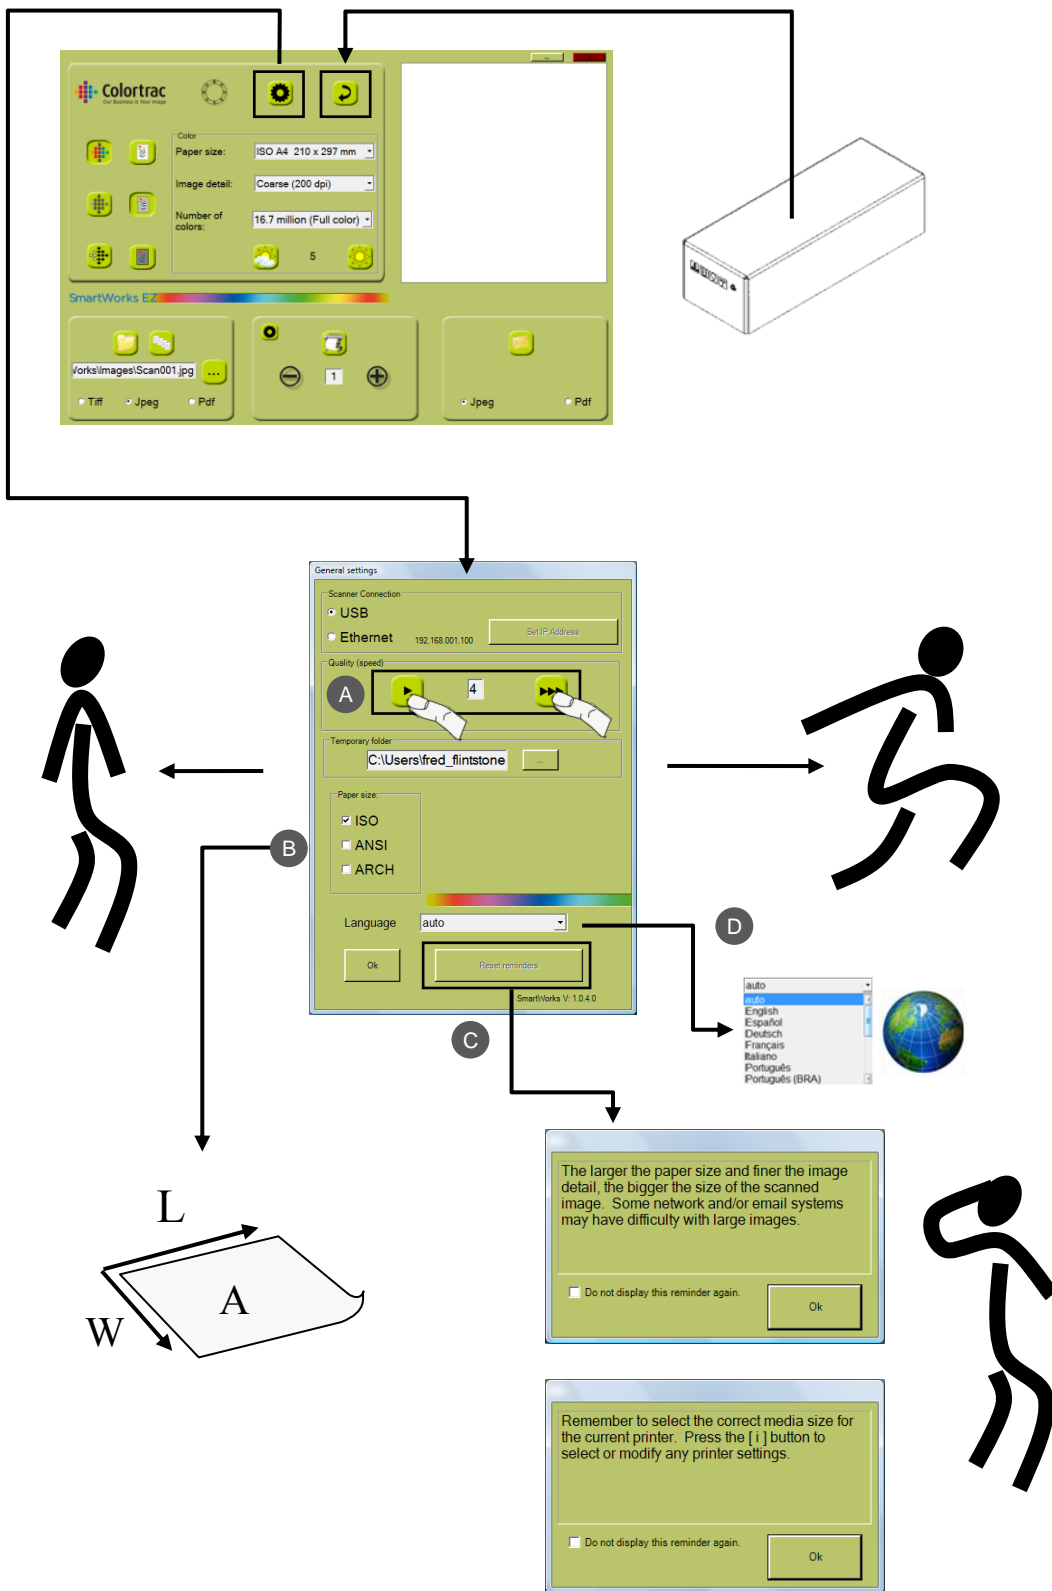 Colortrac
Our Business is Your Image
Color
Paper size:
ISO A4 210 x 297 mm
Image detail:
Coarse (200 dpi)
Number of
colors:
16.7 million (Full color)
5
SmartWorks EZ
Works\Images\Scan001.jpg
...
Tiff
Jpeg
Pdf
1
Jpeg
Pdf
General settings
Scanner Connection
USB
Ethernet
192.168.001.100
Set IP Address
Quality (speed)
A
4
Temporary folder
C:\Users\fred_flintstone
...
Paper size:
ISO
B
ANSI
ARCH
Language
auto
D
Ok
Reset reminders
SmartWorks V: 1.0.4.0
C
auto
auto
English
Español
Deutsch
Français
Italiano
Português
Português (BRA)
L
W
A
The larger the paper size and finer the image
detail, the bigger the size of the scanned
image. Some network and/or email systems
may have difficulty with large images.
Do not display this reminder again.
Ok
Remember to select the correct media size for
the current printer. Press the [ i ] button to
select or modify any printer settings.
Do not display this reminder again.
Ok